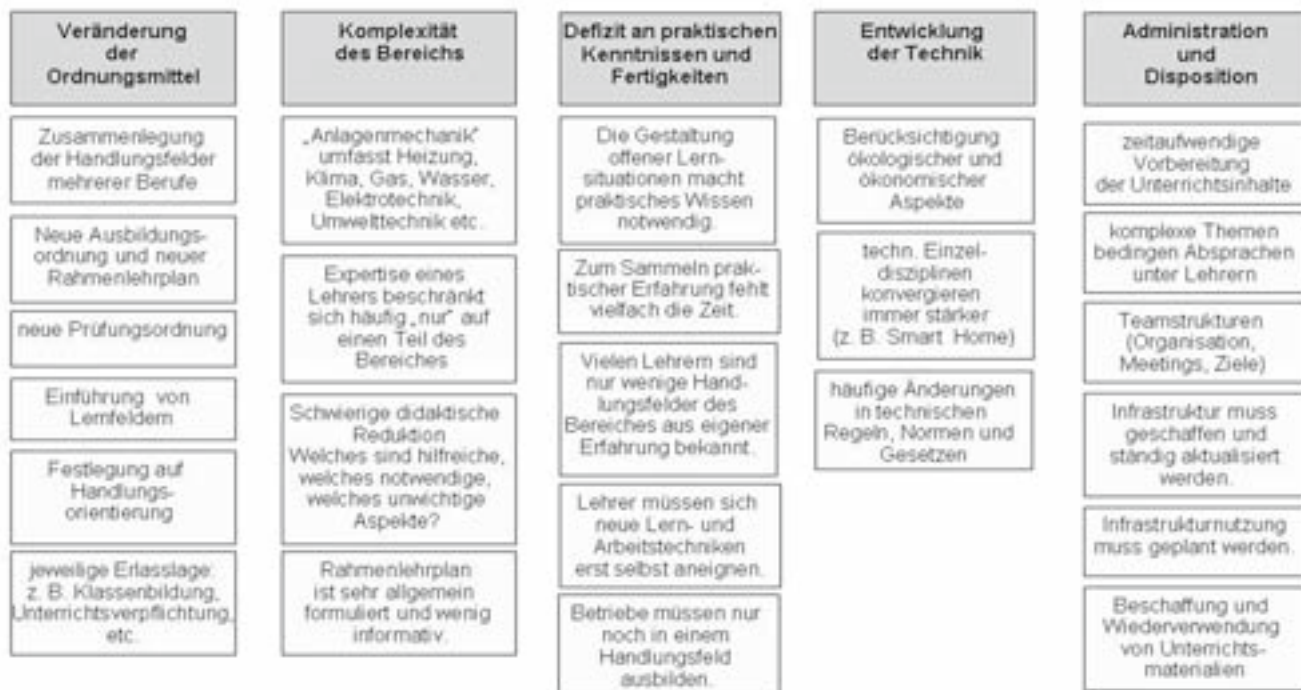 Veränderung
der
Ordnungsmittel
Zusammenlegung
der Handlungsfelder
mehrerer Berufe
Neue Ausbildungs-
ordnung und neuer
Rahmenlehrplan
neue Prüfungsordnung
Einführung von
Lernfeldern
Festlegung auf
Handlungs-
orientierung
jeweilige Erlasslage:
z. B. Klassenbildung,
Unterrichtsverpflichtung,
etc.
Komplexität
des Bereichs
„Anlagenmechanik"
umfasst Heizung,
Klima, Gas, Wasser,
Elektrotechnik,
Umwelttechnik etc.
Expertise eines
Lehrers beschränkt
sich häufig „nur" auf
einen Teil des
Bereiches
Schwierige didaktische
Reduktion
Welches sind hilfreiche,
welches notwendige,
welches unwichtige
Aspekte?
Rahmenlehrplan
ist sehr allgemein
formuliert und wenig
informativ.
Defizit an praktischen
Kenntnissen und
Fertigkeiten
Die Gestaltung
offener Lern-
situationen macht
praktisches Wissen
notwendig.
Zum Sammeln prak-
tischer Erfahrung fehlt
vielfach die Zeit.
Vielen Lehrern sind
nur wenige Hand-
lungsfelder des
Bereiches aus eigener
Erfahrung bekannt.
Lehrer müssen sich
neue Lern- und
Arbeitstechniken
erst selbst aneignen.
Betriebe müssen nur
noch in einem
Handlungsfeld
ausbilden.
Entwicklung
der Technik
Berücksichtigung
ökologischer und
ökonomischer
Aspekte
techn. Einzel-
disziplinen
konvergieren
immer stärker
(z. B. Smart Home)
häufige Änderungen
in technischen
Regeln, Normen und
Gesetzen
Administration
und
Disposition
zeitaufwendige
Vorbereitung
der Unterrichtsinhalte
komplexe Themen
bedingen Absprachen
unter Lehrern
Teamstrukturen
(Organisation,
Meetings, Ziele)
Infrastruktur muss
geschaffen und
ständig aktualisiert
werden.
Infrastrukturnutzung
muss geplant werden.
Beschaffung und
Wiederverwendung
von Unterrichts-
materialien